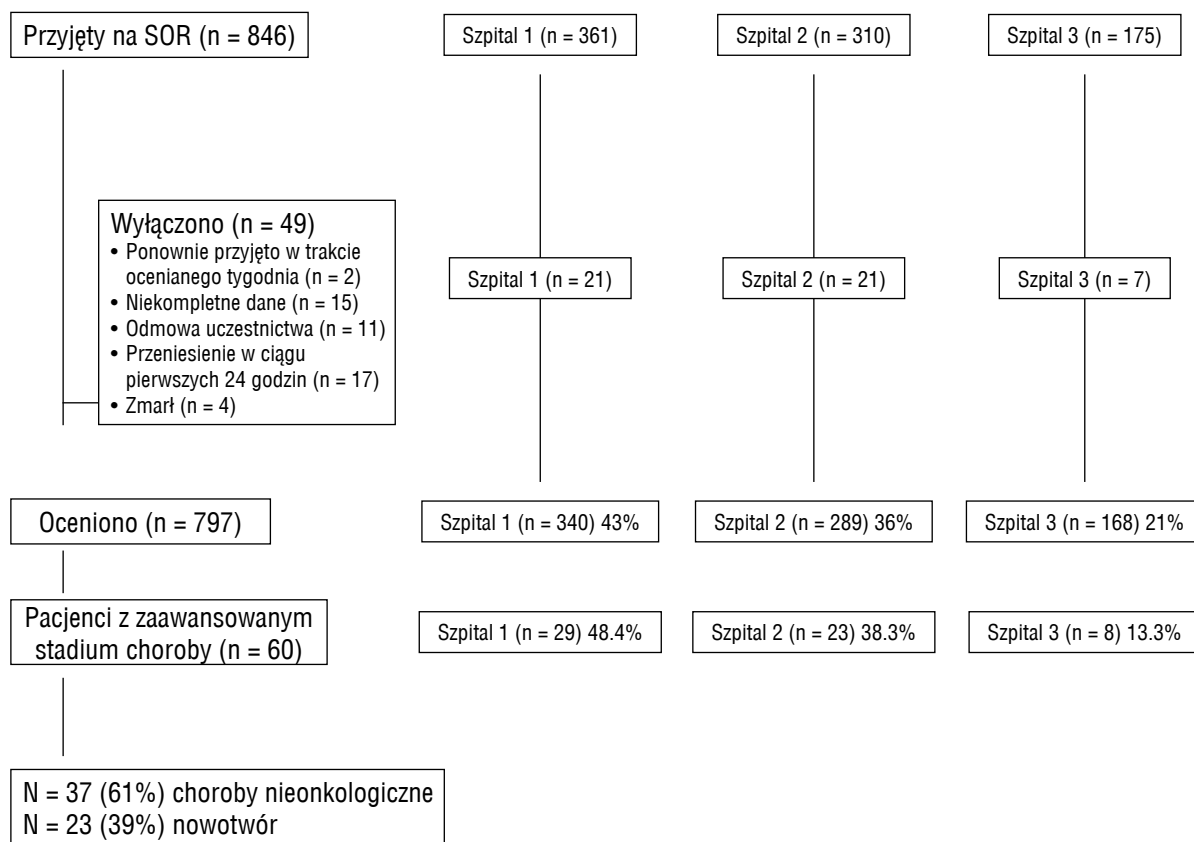 Przyjęty na SOR (n = 846)
Szpital 1 (n = 361)
Szpital 2 (n = 310)
Szpital 3 (n = 175)
Wyłączono (n = 49)
• Ponownie przyjęto w trakcie
ocenianego tygodnia (n = 2)
• Niekompletne dane (n = 15)
• Odmowa uczestnictwa (n = 11)
• Przeniesienie w ciągu
pierwszych 24 godzin (n = 17)
• Zmarł (n = 4)
Szpital 1 (n = 21)
Szpital 2 (n = 21)
Szpital 3 (n = 7)
Oceniono (n = 797)
Szpital 1 (n = 340) 43%
Szpital 2 (n = 289) 36%
Szpital 3 (n = 168) 21%
Pacjenci z zaawansowanym
stadium choroby (n = 60)
Szpital 1 (n = 29) 48.4%
Szpital 2 (n = 23) 38.3%
Szpital 3 (n = 8) 13.3%
N = 37 (61%) choroby nieonkologiczne
N = 23 (39%) nowotwór